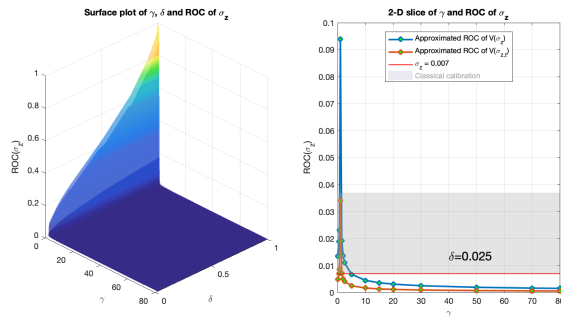 Surface plot of γ, δ and ROC of σz
ROC(σz)
1
0.8
0.6
0.4
0.2
0
0
20
40
60
80
γ
0
0.5
1
δ
2-D slice of γ and ROC of σz
ROC(σz)
0.1
0.09
0.08
0.07
0.06
0.05
0.04
0.03
0.02
0.01
0
Approximated ROC of V(σz)
Approximated ROC of V(σz,t)
σz = 0.007
Classical calibration
δ=0.025
0 10 20 30 40 50 60 70 80
γ